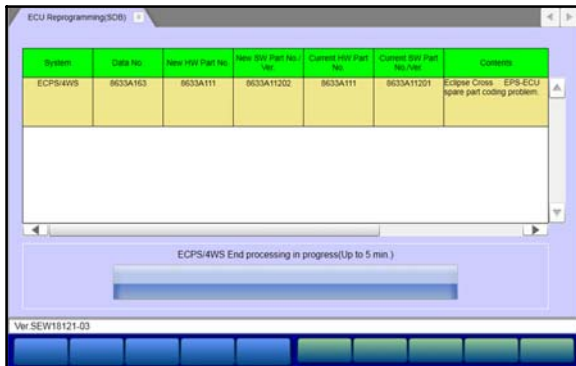 ECU Reprogramming(SDB)
System
Data No
New HW Part No.
New SW Part No./
Ver.
Current HW Part
No.
Current SW Part
No./Ver.
Contents
ECPS/4WS
8633A163
8633A111
8633A11202
8633A111
8633A11201
Eclipse Cross EPS-ECU
spare part coding problem.
ECPS/4WS End processing in progress(Up to 5 min.)
Ver.SEW18121-03